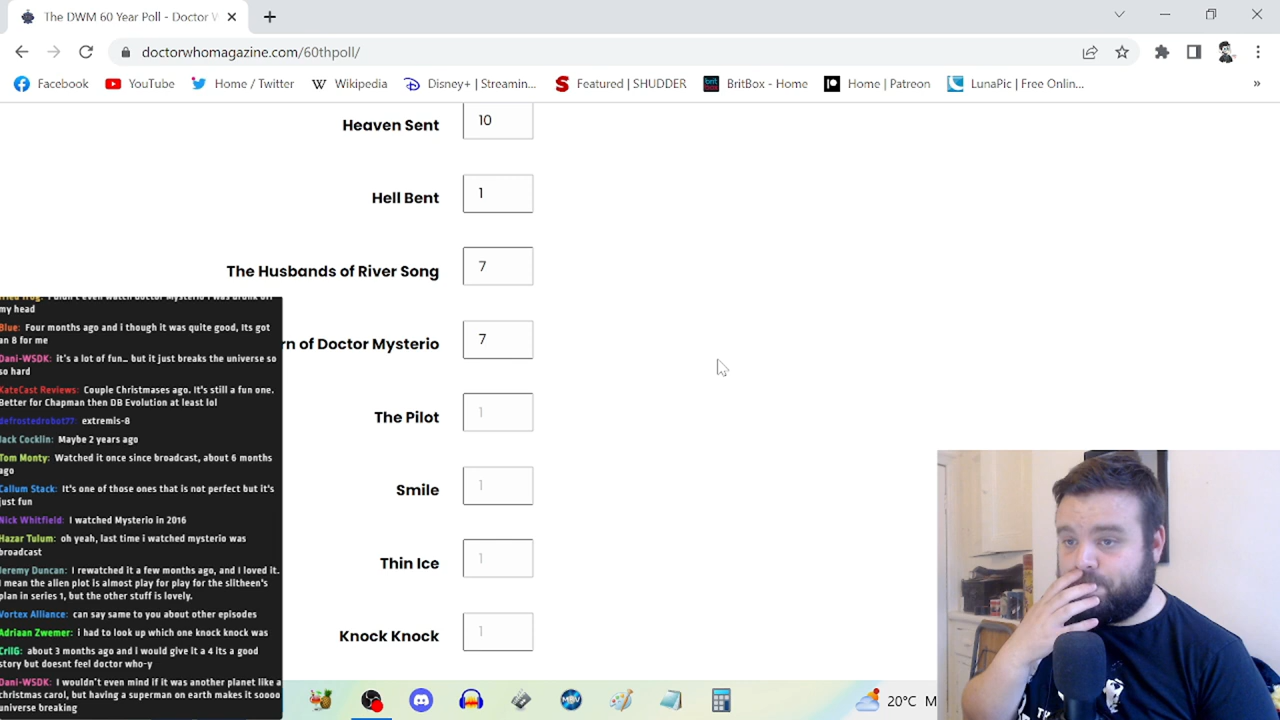 The DWM 60 Year Poll - Doctor W
doctorwhomagazine.com/60thpoll/
Facebook YouTube Home / Twitter Wikipedia Disney+ | Streamin... Featured | SHUDDER BritBox - Home Home | Patreon LunaPic | Free Onlin... »
Heaven Sent 10
Hell Bent 1
The Husbands of River Song 7
rn of Doctor Mysterio 7
The Pilot 1
Smile 1
Thin Ice 1
Knock Knock 1
my head
Blue: Four months ago and i though it was quite good, Its got
an 8 for me
Dani-WSDK: it's a lot of fun... but it just breaks the universe so
so hard
KateCast Reviews: Couple Christmases ago. It's still a fun one.
Better for Chapman then DB Evolution at least lol
defrostedrobot77: extremis-8
Jack Cocklin: Maybe 2 years ago
Tom Monty: Watched it once since broadcast, about 6 months
ago
Callum Stack: It's one of those ones that is not perfect but it's
just fun
Nick Whitfield: I watched Mysterio in 2016
Hazar Tulum: oh yeah, last time i watched mysterio was
broadcast
Jeremy Duncan: I rewatched it a few months ago, and I loved it.
I mean the alien plot is almost play for play for the slitheen's
plan in series 1, but the other stuff is lovely.
Vortex Alliance: can say same to you about other episodes
Adriaan Zwemer: i had to look up which one knock knock was
CrilG: about 3 months ago and i would give it a 4 its a good
story but doesnt feel doctor who-y
Dani-WSDK: I wouldn't even mind if it was another planet like a
christmas carol, but having a superman on earth makes it soooo
universe breaking
20°C M